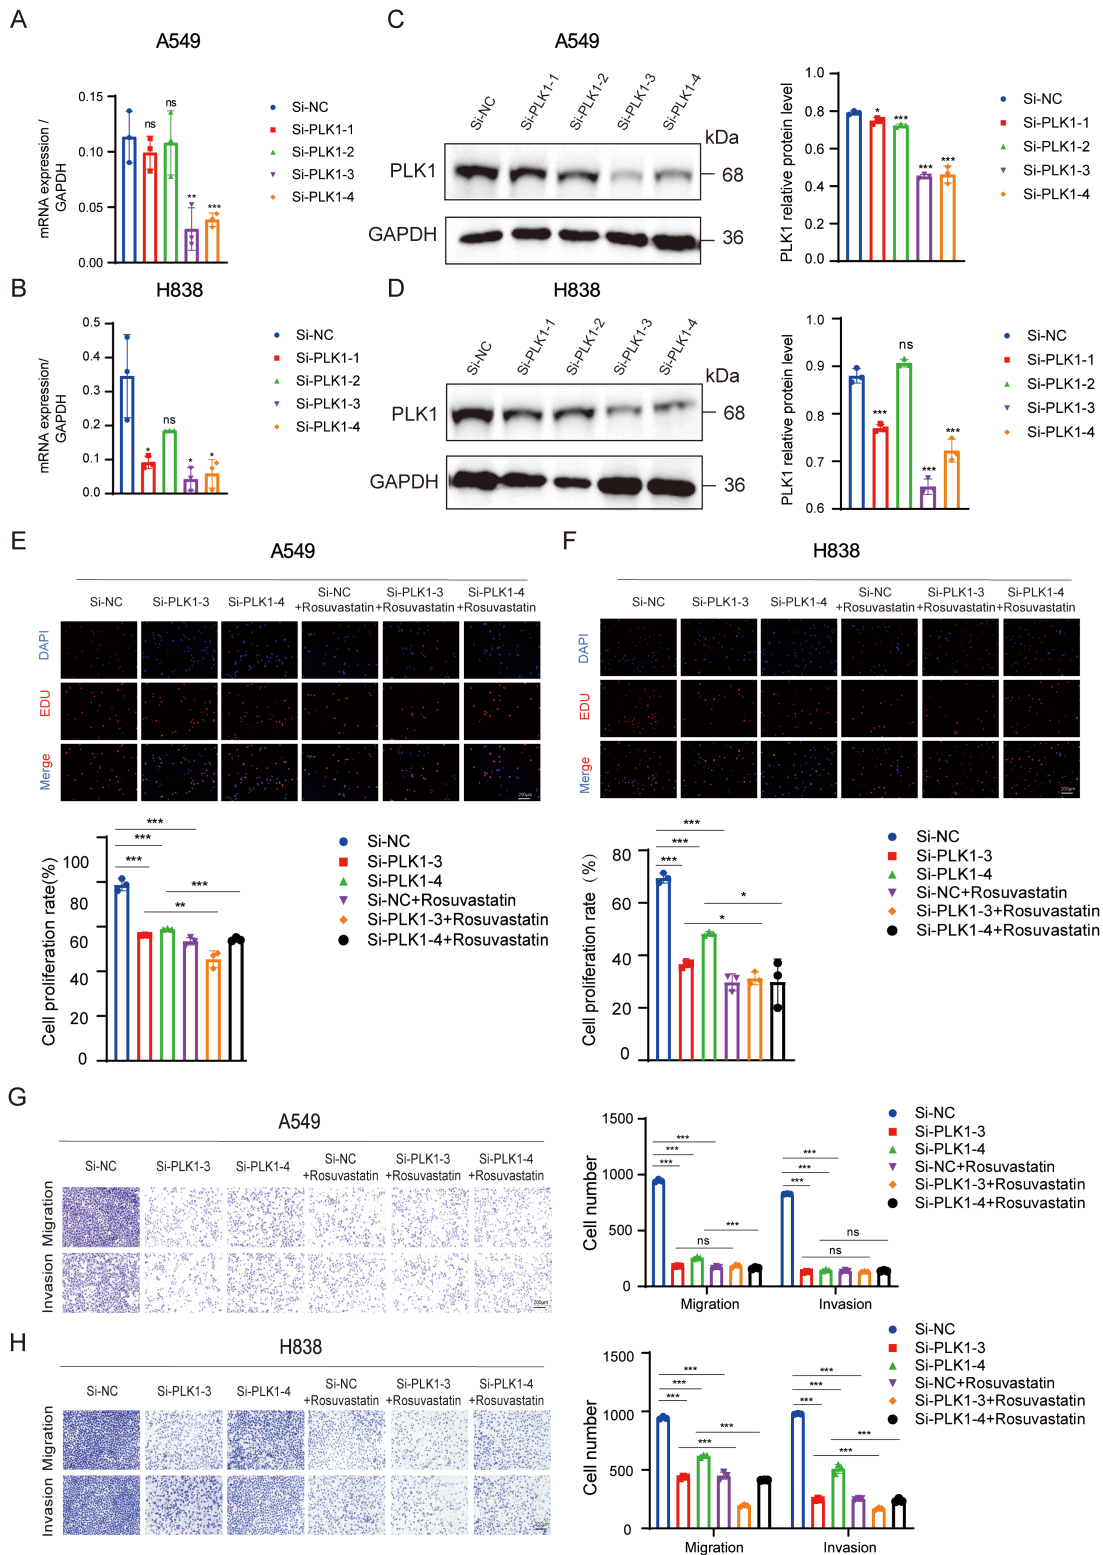 A
A549
mRNA expression /
GAPDH
0.15
0.10
0.05
0.00
ns
ns
**
***
Si-NC
Si-PLK1-1
Si-PLK1-2
Si-PLK1-3
Si-PLK1-4
B
H838
mRNA expression/
GAPDH
0.5
0.4
0.3
0.2
0.1
0.0
*
ns
*
*
Si-NC
Si-PLK1-1
Si-PLK1-2
Si-PLK1-3
Si-PLK1-4
C
A549
Si-NC
Si-PLK1-1
Si-PLK1-2
Si-PLK1-3
Si-PLK1-4
kDa
PLK1
68
GAPDH
36
PLK1 relative protein level
1.0
0.8
0.6
0.4
0.2
0.0
*
***
***
***
Si-NC
Si-PLK1-1
Si-PLK1-2
Si-PLK1-3
Si-PLK1-4
D
H838
Si-NC
Si-PLK1-1
Si-PLK1-2
Si-PLK1-3
Si-PLK1-4
kDa
PLK1
68
GAPDH
36
PLK1 relative protein level
1.0
0.9
0.8
0.7
0.6
***
ns
***
***
Si-NC
Si-PLK1-1
Si-PLK1-2
Si-PLK1-3
Si-PLK1-4
E
A549
Si-NC
Si-PLK1-3
Si-PLK1-4
Si-NC
+Rosuvastatin
Si-PLK1-3
+Rosuvastatin
Si-PLK1-4
+Rosuvastatin
DAPI
EDU
Merge
200μm
Cell proliferation rate(%)
100
80
60
40
20
0
***
***
***
***
**
Si-NC
Si-PLK1-3
Si-PLK1-4
Si-NC+Rosuvastatin
Si-PLK1-3+Rosuvastatin
Si-PLK1-4+Rosuvastatin
F
H838
Si-NC
Si-PLK1-3
Si-PLK1-4
Si-NC
+Rosuvastatin
Si-PLK1-3
+Rosuvastatin
Si-PLK1-4
+Rosuvastatin
DAPI
EDU
Merge
200μm
Cell proliferation rate (%)
80
60
40
20
0
***
***
***
*
*
Si-NC
Si-PLK1-3
Si-PLK1-4
Si-NC+Rosuvastatin
Si-PLK1-3+Rosuvastatin
Si-PLK1-4+Rosuvastatin
G
A549
Si-NC
Si-PLK1-3
Si-PLK1-4
Si-NC
+Rosuvastatin
Si-PLK1-3
+Rosuvastatin
Si-PLK1-4
+Rosuvastatin
Migration
Invasion
200μm
Cell number
1500
1000
500
0
***
***
***
***
ns
***
***
***
ns
ns
Migration
Invasion
Si-NC
Si-PLK1-3
Si-PLK1-4
Si-NC+Rosuvastatin
Si-PLK1-3+Rosuvastatin
Si-PLK1-4+Rosuvastatin
H
H838
Si-NC
Si-PLK1-3
Si-PLK1-4
Si-NC
+Rosuvastatin
Si-PLK1-3
+Rosuvastatin
Si-PLK1-4
+Rosuvastatin
Migration
Invasion
Cell number
1500
1000
500
0
***
***
***
***
***
***
***
***
***
***
Migration
Invasion
Si-NC
Si-PLK1-3
Si-PLK1-4
Si-NC+Rosuvastatin
Si-PLK1-3+Rosuvastatin
Si-PLK1-4+Rosuvastatin